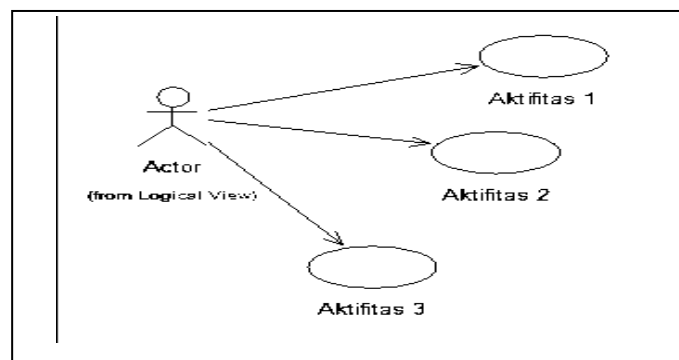 Aktifitas 1
Actor
(from Logical View)
Aktifitas 2
Aktifitas 3